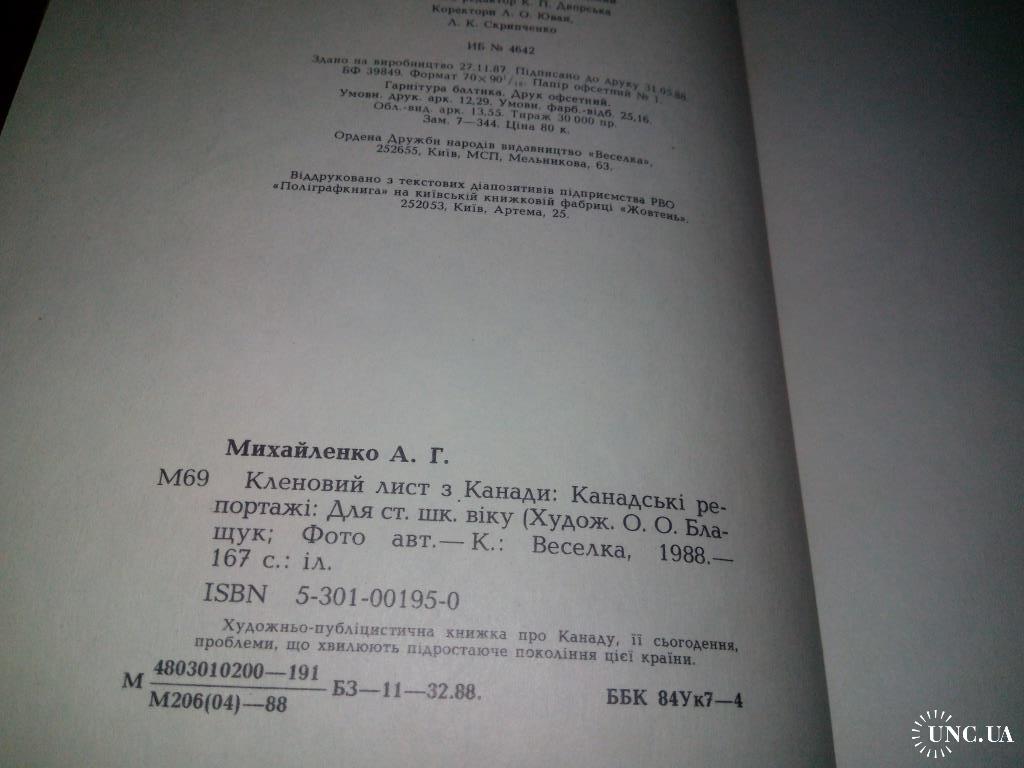 редактор К. П. Дворська
Коректори Л. О. Ювал,
Л. К. Скрипченко
ИБ № 4642
Здано на виробництво 27.11.87. Підписано до друку 31.05.88.
БФ 39849. Формат 70×90¹/₁₆. Папір офсетний № 1.
Гарнітура балтика. Друк офсетний.
Умовн. друк. арк. 12,29. Умовн. фарб.-відб. 25,16.
Обл.-вид. арк. 13,55. Тираж 30 000 пр.
Зам. 7—344. Ціна 80 к.
Ордена Дружби народів видавництво «Веселка»,
252655, Київ, МСП, Мельникова, 63.
Віддруковано з текстових діапозитивів підприємства РВО
«Поліграфкнига» на київській книжковій фабриці «Жовтень».
252053, Київ, Артема, 25.
Михайленко А. Г.
М69 Кленовий лист з Канади: Канадські ре-
портажі: Для ст. шк. віку (Худож. О. О. Бла-
щук; Фото авт.— К.: Веселка, 1988.—
167 с.: іл.
ISBN 5-301-00195-0
Художньо-публіцистична книжка про Канаду, її сьогодення,
проблеми, що хвилюють підростаюче покоління цієї країни.
М 4803010200—191 БЗ—11—32.88.
М206(04)—88
ББК 84Ук7—4
UNC.UA